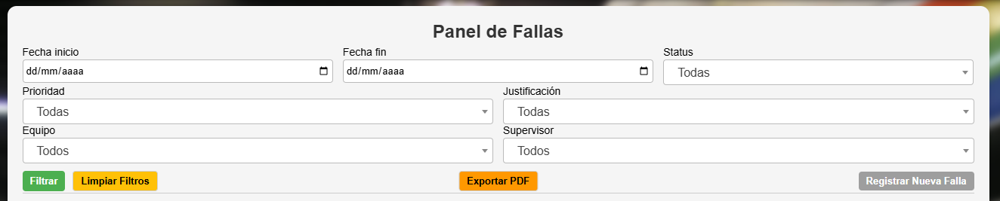 Panel de Fallas
Fecha inicio Fecha fin Status
dd/mm/aaaa dd/mm/aaaa Todas
Prioridad Justificación
Todas Todas
Equipo Supervisor
Todos Todos
Filtrar Limpiar Filtros Exportar PDF Registrar Nueva Falla